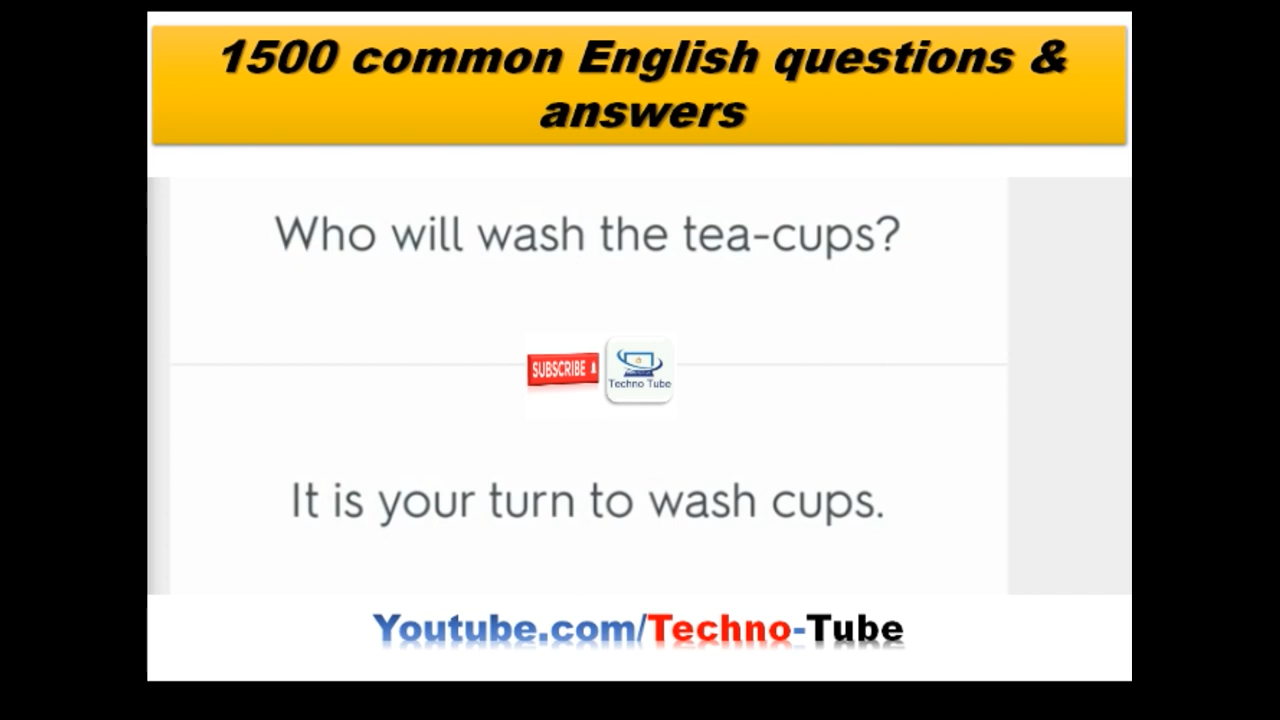 1500 common English questions &
answers
Who will wash the tea-cups?
SUBSCRIBE
Techno Tube
It is your turn to wash cups.
Youtube.com/Techno-Tube